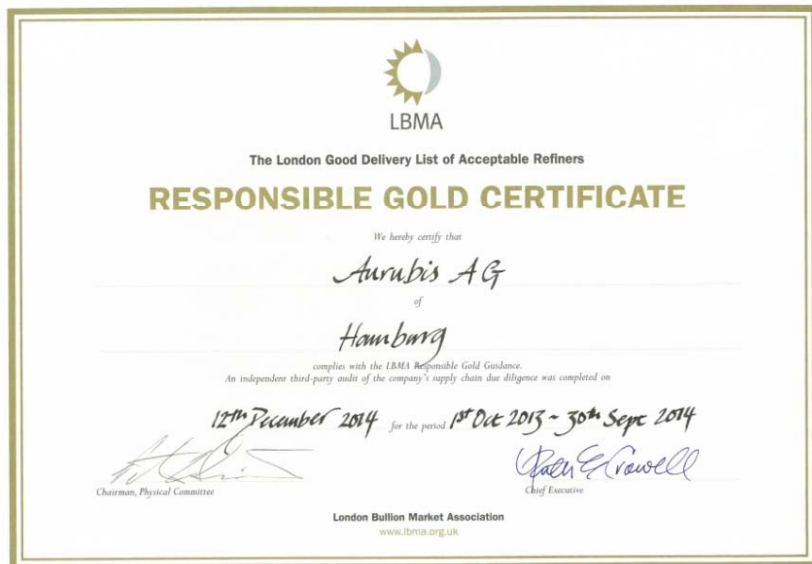 LBMA
The London Good Delivery List of Acceptable Refiners
RESPONSIBLE GOLD CERTIFICATE
We hereby certify that
Aurubis AG
of
Hamburg
complies with the LBMA Responsible Gold Guidance.
An independent third-party audit of the company's supply chain due diligence was completed on
12th December 2014 for the period 1st Oct 2013 - 30th Sept 2014
Crowell
Chairman, Physical Committee Chief Executive
London Bullion Market Association
www.lbma.org.uk